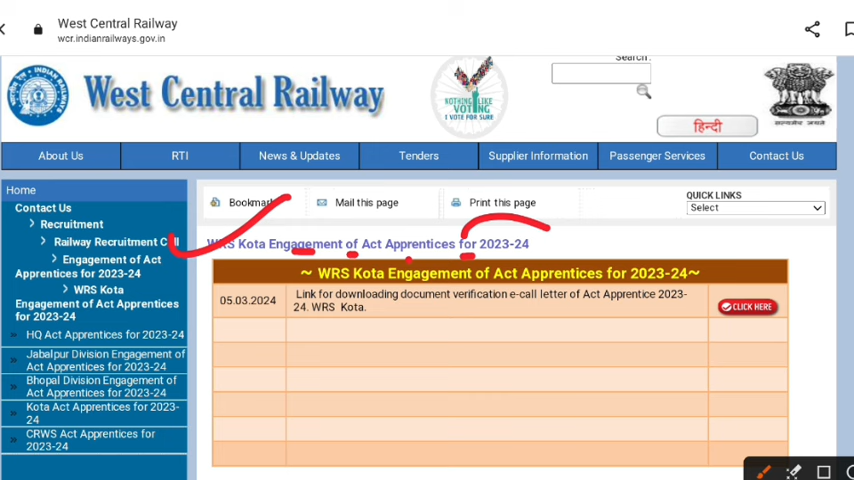 West Central Railway
wcr.indianrailways.gov.in
Search :
West Central Railway
NOTHING LIKE
VOTING
I VOTE FOR SURE
हिन्दी
About Us
RTI
News & Updates
Tenders
Supplier Information
Passenger Services
Contact Us
Home
Contact Us
Recruitment
Railway Recruitment Cell
Engagement of Act
Apprentices for 2023-24
WRS Kota
Engagement of Act Apprentices
for 2023-24
HQ Act Apprentices for 2023-24
Jabalpur Division Engagement of
Act Apprentices for 2023-24
Bhopal Division Engagement of
Act Apprentices for 2023-24
Kota Act Apprentices for 2023-
24
CRWS Act Apprentices for
2023-24
Bookmark
Mail this page
Print this page
QUICK LINKS
Select
WRS Kota Engagement of Act Apprentices for 2023-24
~ WRS Kota Engagement of Act Apprentices for 2023-24~
05.03.2024
Link for downloading document verification e-call letter of Act Apprentice 2023-
24. WRS Kota.
CLICK HERE